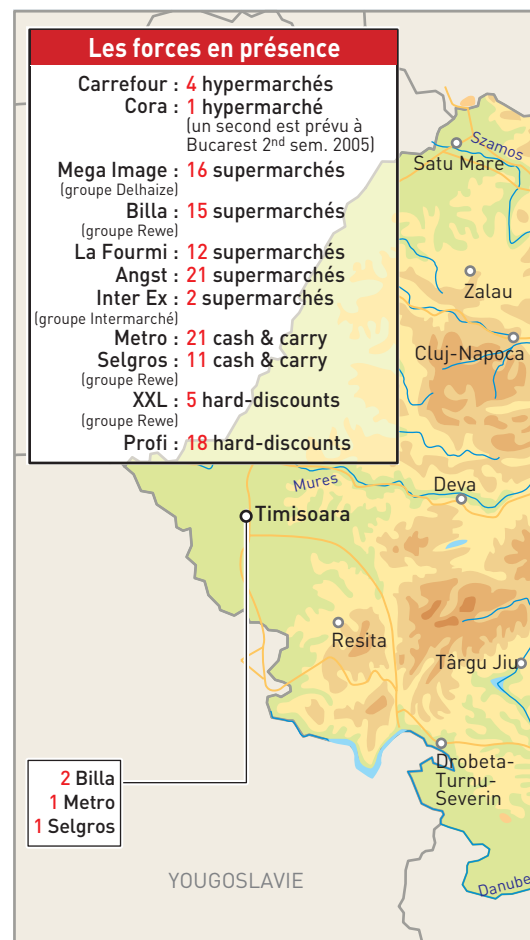 Les forces en présence
Carrefour : 4 hypermarchés
Cora : 1 hypermarché
(un second est prévu à
Bucarest 2nd sem. 2005)
Mega Image : 16 supermarchés
(groupe Delhaize)
Billa : 15 supermarchés
(groupe Rewe)
La Fourmi : 12 supermarchés
Angst : 21 supermarchés
Inter Ex : 2 supermarchés
(groupe Intermarché)
Metro : 21 cash & carry
Selgros : 11 cash & carry
(groupe Rewe)
XXL : 5 hard-discounts
(groupe Rewe)
Profi : 18 hard-discounts
Szamos
Satu Mare
Zalau
Cluj-Napoca
Mures
Deva
Timisoara
Resita
Târgu Jiu
Drobeta-
Turnu-
Severin
2 Billa
1 Metro
1 Selgros
YOUGOSLAVIE
Danube